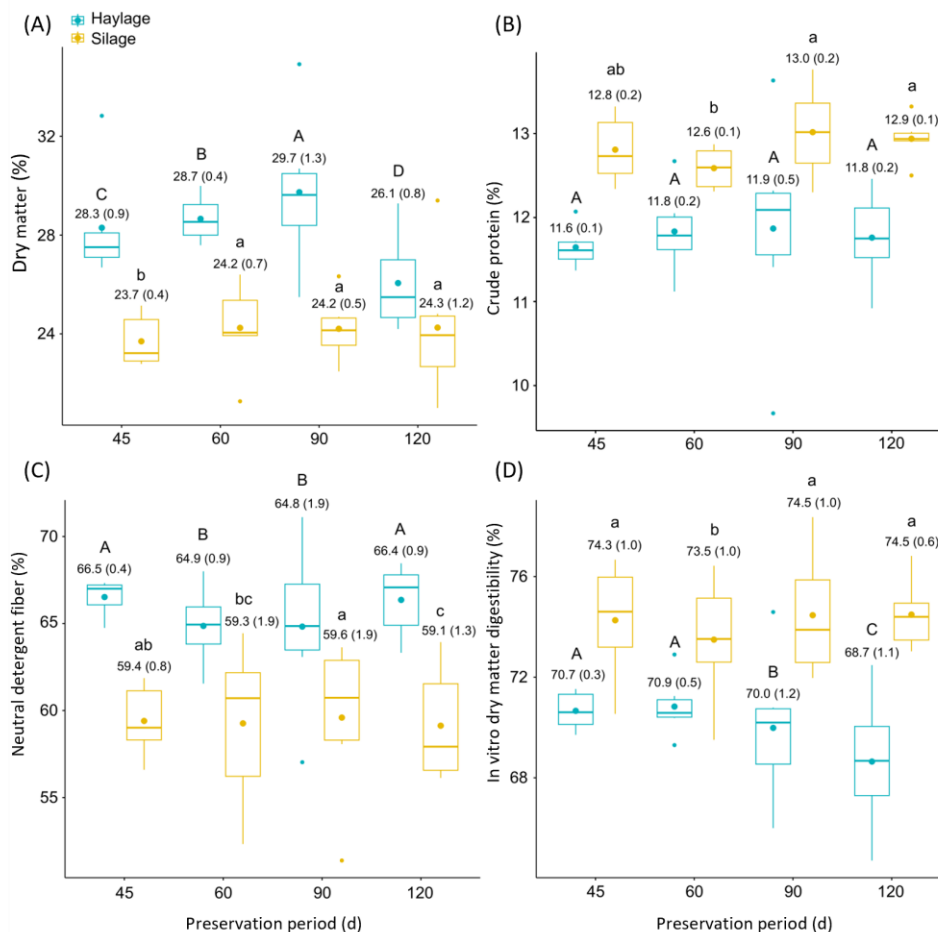 (A)
Haylage
Silage
Dry matter (%)
32
28
24
C
28.3 (0.9)
b
23.7 (0.4)
B
28.7 (0.4)
a
24.2 (0.7)
A
29.7 (1.3)
a
24.2 (0.5)
D
26.1 (0.8)
a
24.3 (1.2)
45 60 90 120
(B)
Crude protein (%)
13
12
11
10
A
11.6 (0.1)
ab
12.8 (0.2)
A
11.8 (0.2)
b
12.6 (0.1)
A
11.9 (0.5)
a
13.0 (0.2)
A
11.8 (0.2)
a
12.9 (0.1)
45 60 90 120
(C)
Neutral detergent fiber (%)
70
65
60
55
A
66.5 (0.4)
ab
59.4 (0.8)
B
64.9 (0.9)
bc
59.3 (1.9)
B
64.8 (1.9)
a
59.6 (1.9)
A
66.4 (0.9)
c
59.1 (1.3)
45 60 90 120
Preservation period (d)
(D)
In vitro dry matter digestibility (%)
76
72
68
A
70.7 (0.3)
a
74.3 (1.0)
A
70.9 (0.5)
b
73.5 (1.0)
B
70.0 (1.2)
a
74.5 (1.0)
C
68.7 (1.1)
a
74.5 (0.6)
45 60 90 120
Preservation period (d)